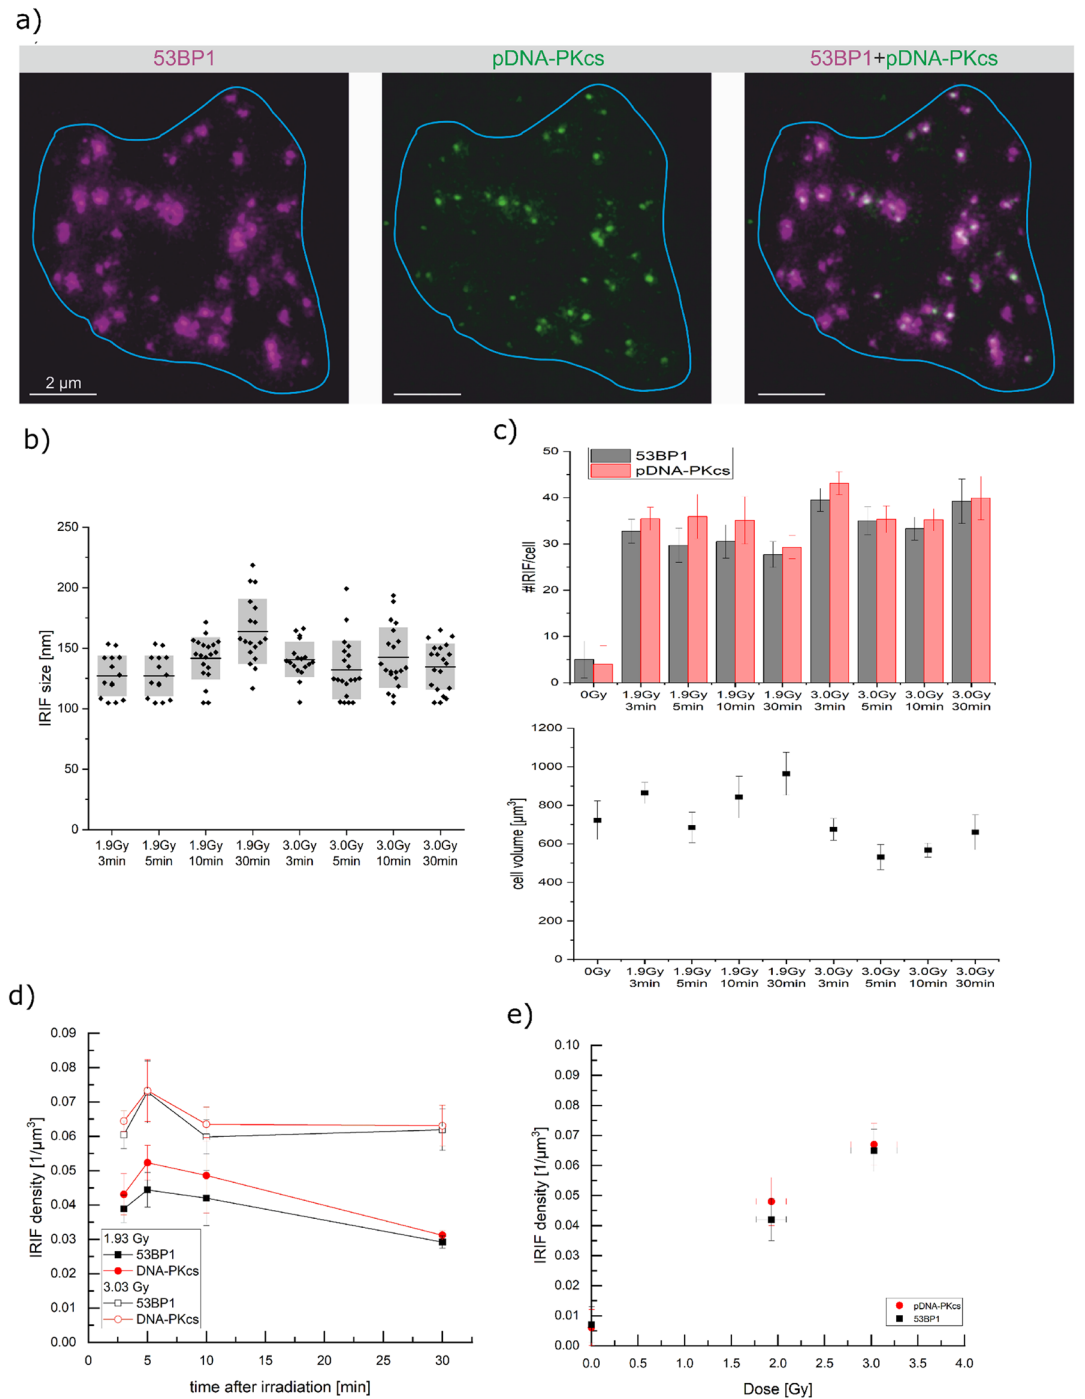 a)
53BP1
pDNA-PKcs
53BP1+pDNA-PKcs
2 µm
b)
IRIF size [nm]
250
200
150
100
50
0
1.9Gy 1.9Gy 1.9Gy 1.9Gy 3.0Gy 3.0Gy 3.0Gy 3.0Gy
3min 5min 10min 30min 3min 5min 10min 30min
c)
53BP1
pDNA-PKcs
#IRIF/cell
50
40
30
20
10
0
0Gy 1.9Gy 1.9Gy 1.9Gy 1.9Gy 3.0Gy 3.0Gy 3.0Gy 3.0Gy
3min 5min 10min 30min 3min 5min 10min 30min
cell volume [µm³]
1200
1000
800
600
400
200
0
0Gy 1.9Gy 1.9Gy 1.9Gy 1.9Gy 3.0Gy 3.0Gy 3.0Gy 3.0Gy
3min 5min 10min 30min 3min 5min 10min 30min
d)
IRIF density [1/µm³]
0.09
0.08
0.07
0.06
0.05
0.04
0.03
0.02
0.01
0.00
1.93 Gy
53BP1
DNA-PKcs
3.03 Gy
53BP1
DNA-PKcs
0 5 10 15 20 25 30
time after irradiation [min]
e)
IRIF density [1/µm³]
0.10
0.09
0.08
0.07
0.06
0.05
0.04
0.03
0.02
0.01
0.00
pDNA-PKcs
53BP1
0.0 0.5 1.0 1.5 2.0 2.5 3.0 3.5 4.0
Dose [Gy]